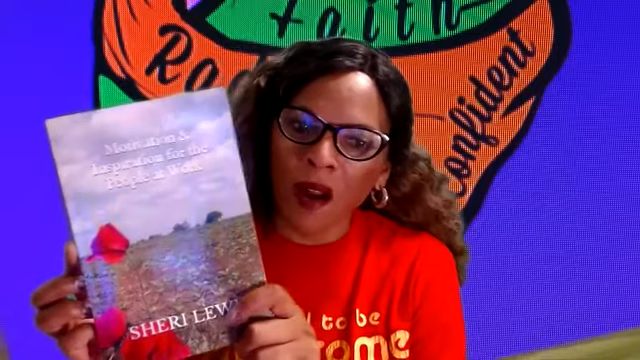 Faith
Confident
Motivation &
Inspiration for the
People at Work
SHERI LEW
to be